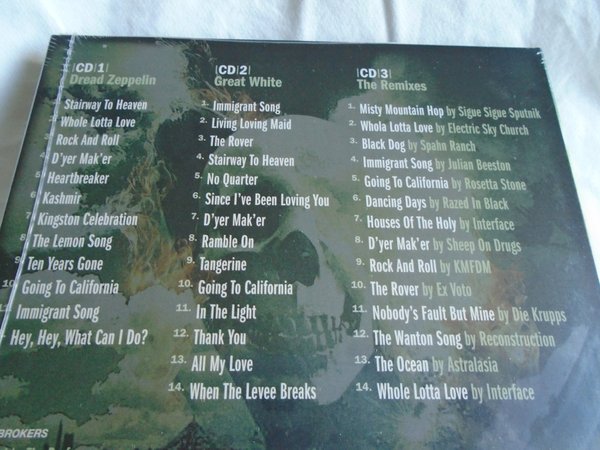 CD 1
Dread Zeppelin
Stairway To Heaven
Whole Lotta Love
3. Rock And Roll
4. D'yer Mak'er
5. Heartbreaker
6. Kashmir
7. Kingston Celebration
8. The Lemon Song
9. Ten Years Gone
10. Going To California
11. Immigrant Song
Hey, Hey, What Can I Do?
CD 2
Great White
1. Immigrant Song
2. Living Loving Maid
3. The Rover
4. Stairway To Heaven
5. No Quarter
6. Since I've Been Loving You
7. D'yer Mak'er
8. Ramble On
9. Tangerine
10. Going To California
11. In The Light
12. Thank You
13. All My Love
14. When The Levee Breaks
CD 3
The Remixes
1. Misty Mountain Hop by Sigue Sigue Sputnik
2. Whola Lotta Love by Electric Sky Church
3. Black Dog by Spahn Ranch
4. Immigrant Song by Julian Beeston
5. Going To California by Rosetta Stone
6. Dancing Days by Razed In Black
7. Houses Of The Holy by Interface
8. D'yer Mak'er by Sheep On Drugs
9. Rock And Roll by KMFDM
10. The Rover by Ex Voto
11. Nobody's Fault But Mine by Die Krupps
12. The Wanton Song by Reconstruction
13. The Ocean by Astralasia
14. Whole Lotta Love by Interface
BROKERS